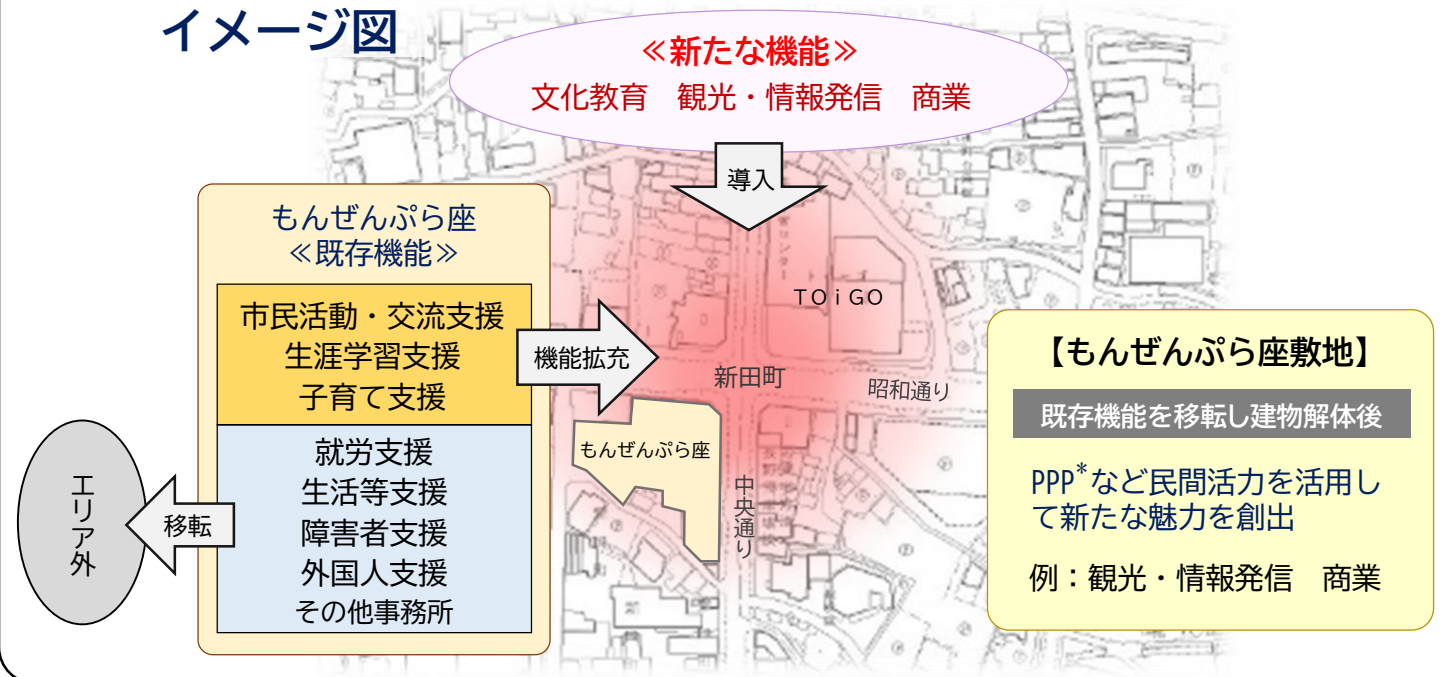 イメージ図
≪新たな機能≫
文化教育　観光・情報発信　商業
導入
もんぜんぷら座
≪既存機能≫
市民活動・交流支援
生涯学習支援
子育て支援
機能拡充
就労支援
生活等支援
障害者支援
外国人支援
その他事務所
移転
エリア外
TOiGO
新田町
昭和通り
もんぜんぷら座
中央通り
【もんぜんぷら座敷地】
既存機能を移転し建物解体後
PPP*など民間活力を活用し
て新たな魅力を創出
例：観光・情報発信　商業